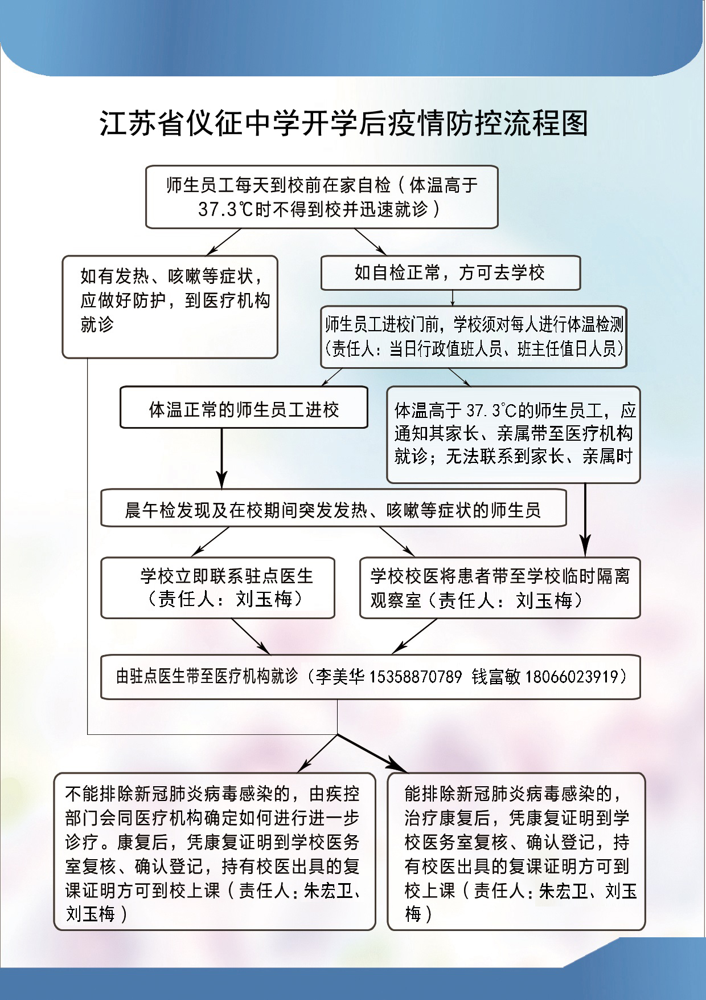 江苏省仪征中学开学后疫情防控流程图
师生员工每天到校前在家自检（体温高于
37.3℃时不得到校并迅速就诊）
如有发热、咳嗽等症状，
应做好防护，到医疗机构
就诊
如自检正常，方可去学校
师生员工进校门前，学校须对每人进行体温检测
（责任人：当日行政值班人员、班主任值日人员）
体温正常的师生员工进校
体温高于 37.3℃的师生员工，应
通知其家长、亲属带至医疗机构
就诊；无法联系到家长、亲属时
晨午检发现及在校期间突发发热、咳嗽等症状的师生员
学校立即联系驻点医生
（责任人：刘玉梅）
学校校医将患者带至学校临时隔离
观察室（责任人：刘玉梅）
由驻点医生带至医疗机构就诊（李美华 15358870789 钱富敏 18066023919）
不能排除新冠肺炎病毒感染的，由疾控
部门会同医疗机构确定如何进行进一步
诊疗。康复后，凭康复证明到学校医务
室复核、确认登记，持有校医出具的复
课证明方可到校上课（责任人：朱宏卫、
刘玉梅）
能排除新冠肺炎病毒感染的，
治疗康复后，凭康复证明到学
校医务室复核、确认登记，持
有校医出具的复课证明方可到
校上课（责任人：朱宏卫、刘玉
梅）